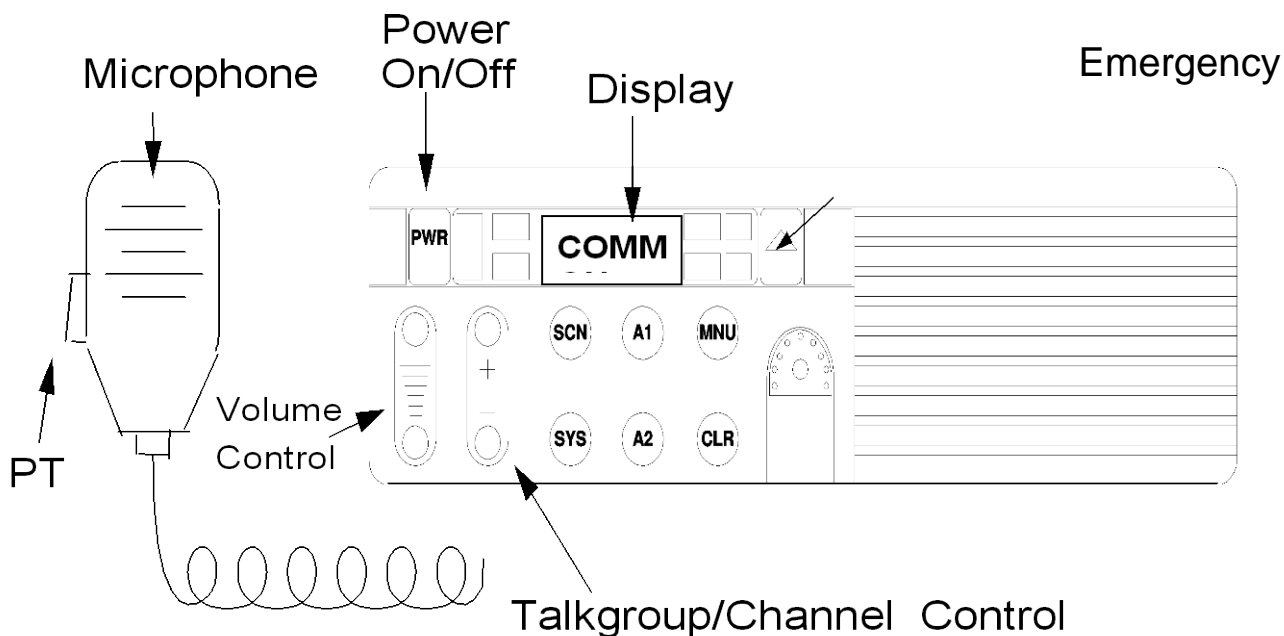 Power
On/Off
Microphone
Display
Emergency
PWR
COMM
SCN
A1
MNU
Volume
Control
SYS
A2
CLR
PT
Talkgroup/Channel Control